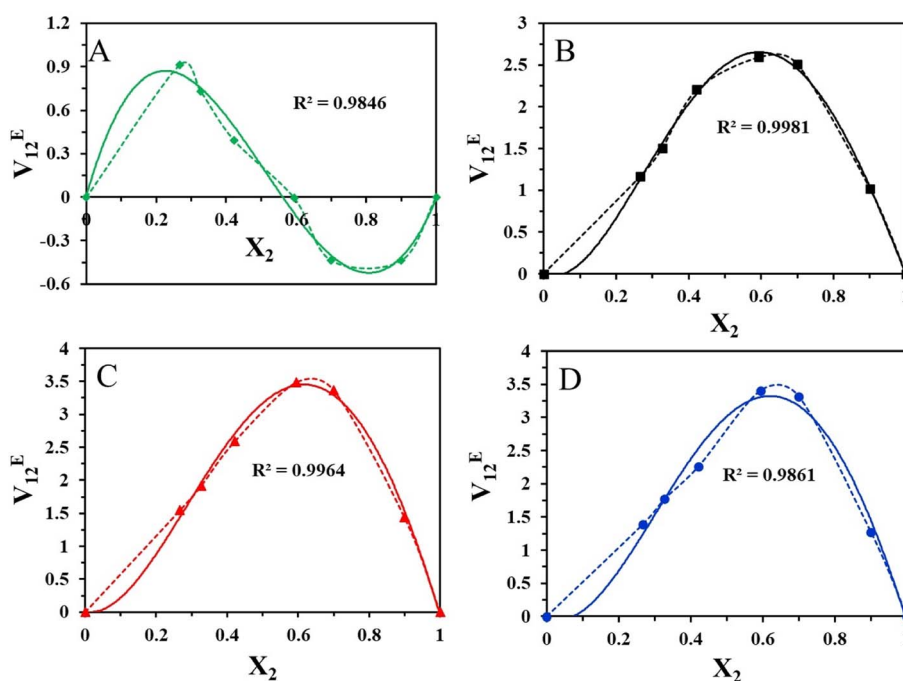 A
V₁₂ᴱ
1.2
0.9
0.6
0.3
0
-0.3
-0.6
R² = 0.9846
0 0.2 0.4 0.6 0.8 1
X₂
B
V₁₂ᴱ
3
2.5
2
1.5
1
0.5
0
R² = 0.9981
0 0.2 0.4 0.6 0.8 1
X₂
C
V₁₂ᴱ
4
3.5
3
2.5
2
1.5
1
0.5
0
R² = 0.9964
0 0.2 0.4 0.6 0.8 1
X₂
D
V₁₂ᴱ
4
3.5
3
2.5
2
1.5
1
0.5
0
R² = 0.9861
0 0.2 0.4 0.6 0.8 1
X₂